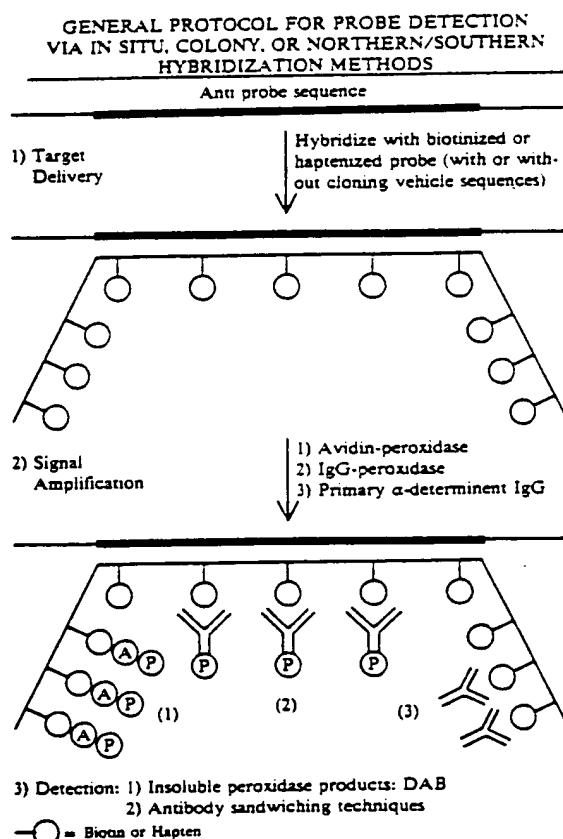 GENERAL PROTOCOL FOR PROBE DETECTION
VIA IN SITU, COLONY, OR NORTHERN/SOUTHERN
HYBRIDIZATION METHODS
Anti probe sequence
1) Target
Delivery
Hybridize with biotinized or
haptenized probe (with or with-
out cloning vehicle sequences)
2) Signal
Amplification
1) Avidin-peroxidase
2) IgG-peroxidase
3) Primary α-determinent IgG
A P
A P
A P
P
P
P
(1)
(2)
(3)
3) Detection: 1) Insoluble peroxidase products: DAB
2) Antibody sandwiching techniques
= Biotin or Hapten